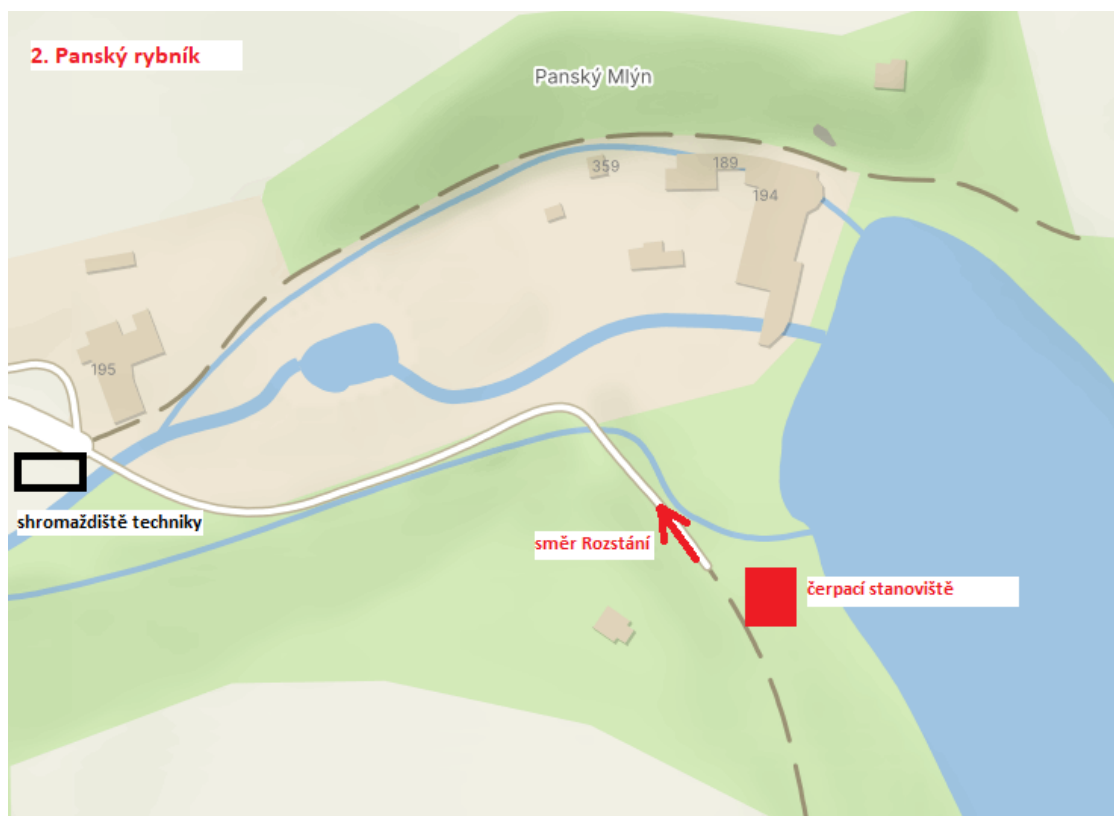 2. Panský rybník
Panský Mlýn
359
189
194
195
shromaždiště techniky
směr Rozstání
čerpací stanoviště